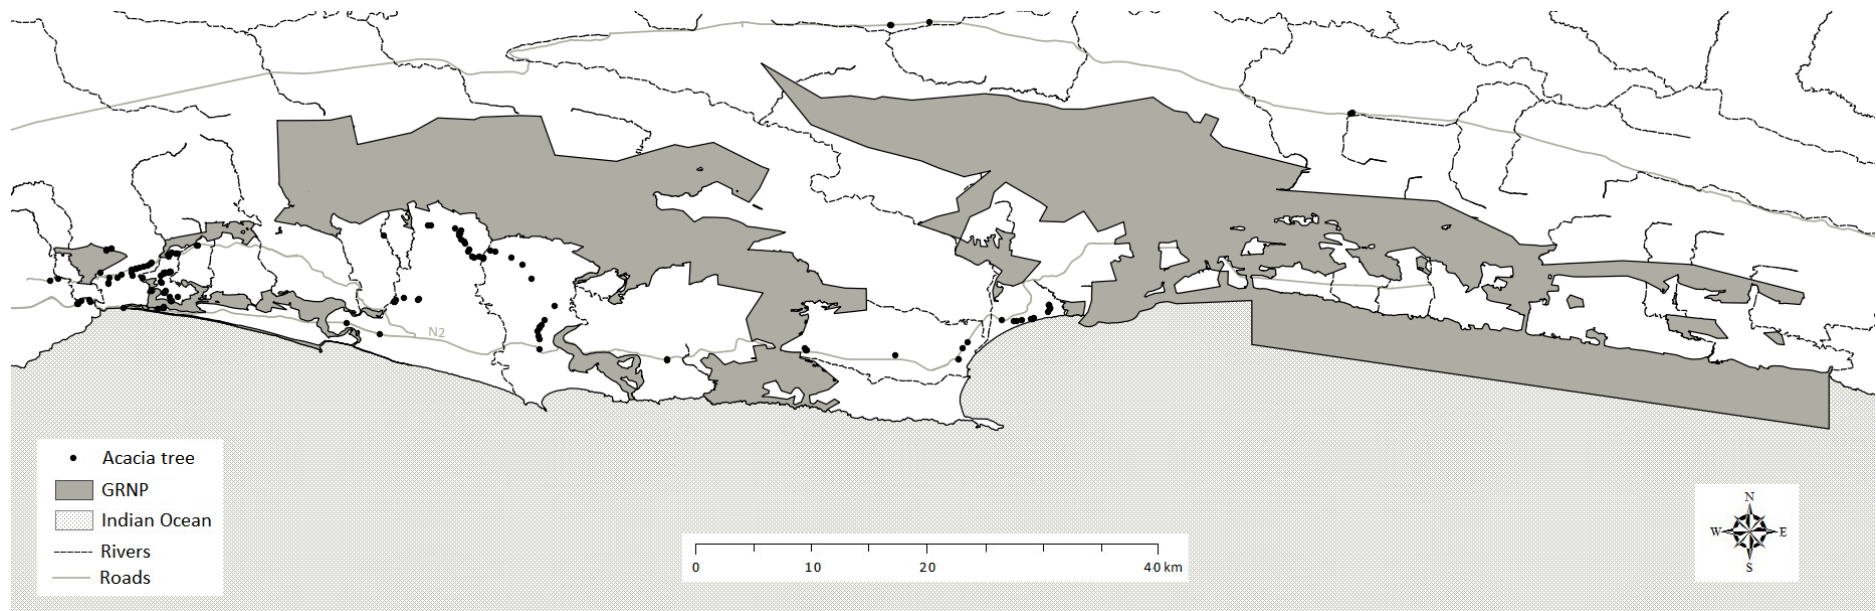 N2
Acacia tree
GRNP
Indian Ocean
Rivers
Roads
0 10 20 40 km
N
W E
S